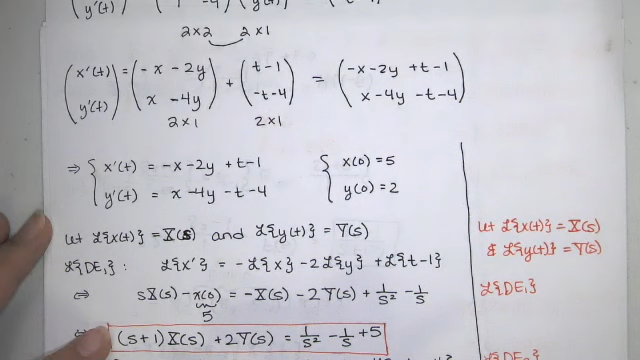 2×2 2×1
(x'(t) y'(t)) = (-x -2y x -4y) + (t-1 -t-4) = (-x-2y+t-1 x-4y-t-4)
2×1 2×1
⇒ { x'(t) = -x-2y+t-1 { x(0)=5
y'(t) = x-4y-t-4 y(0)=2
let ℒ{x(t)}=X(s) and ℒ{y(t)}=Y(s)
ℒ{DE₁}: ℒ{x'} = -ℒ{x}-2ℒ{y}+ℒ{t-1}
⇔ sX(s)-x(0) = -X(s)-2Y(s)+1/s²-1/s
5
(s+1)X(s)+2Y(s) = 1/s²-1/s+5
let ℒ{x(t)}=X(s)
& ℒ{y(t)}=Y(s)
ℒ{DE₁}